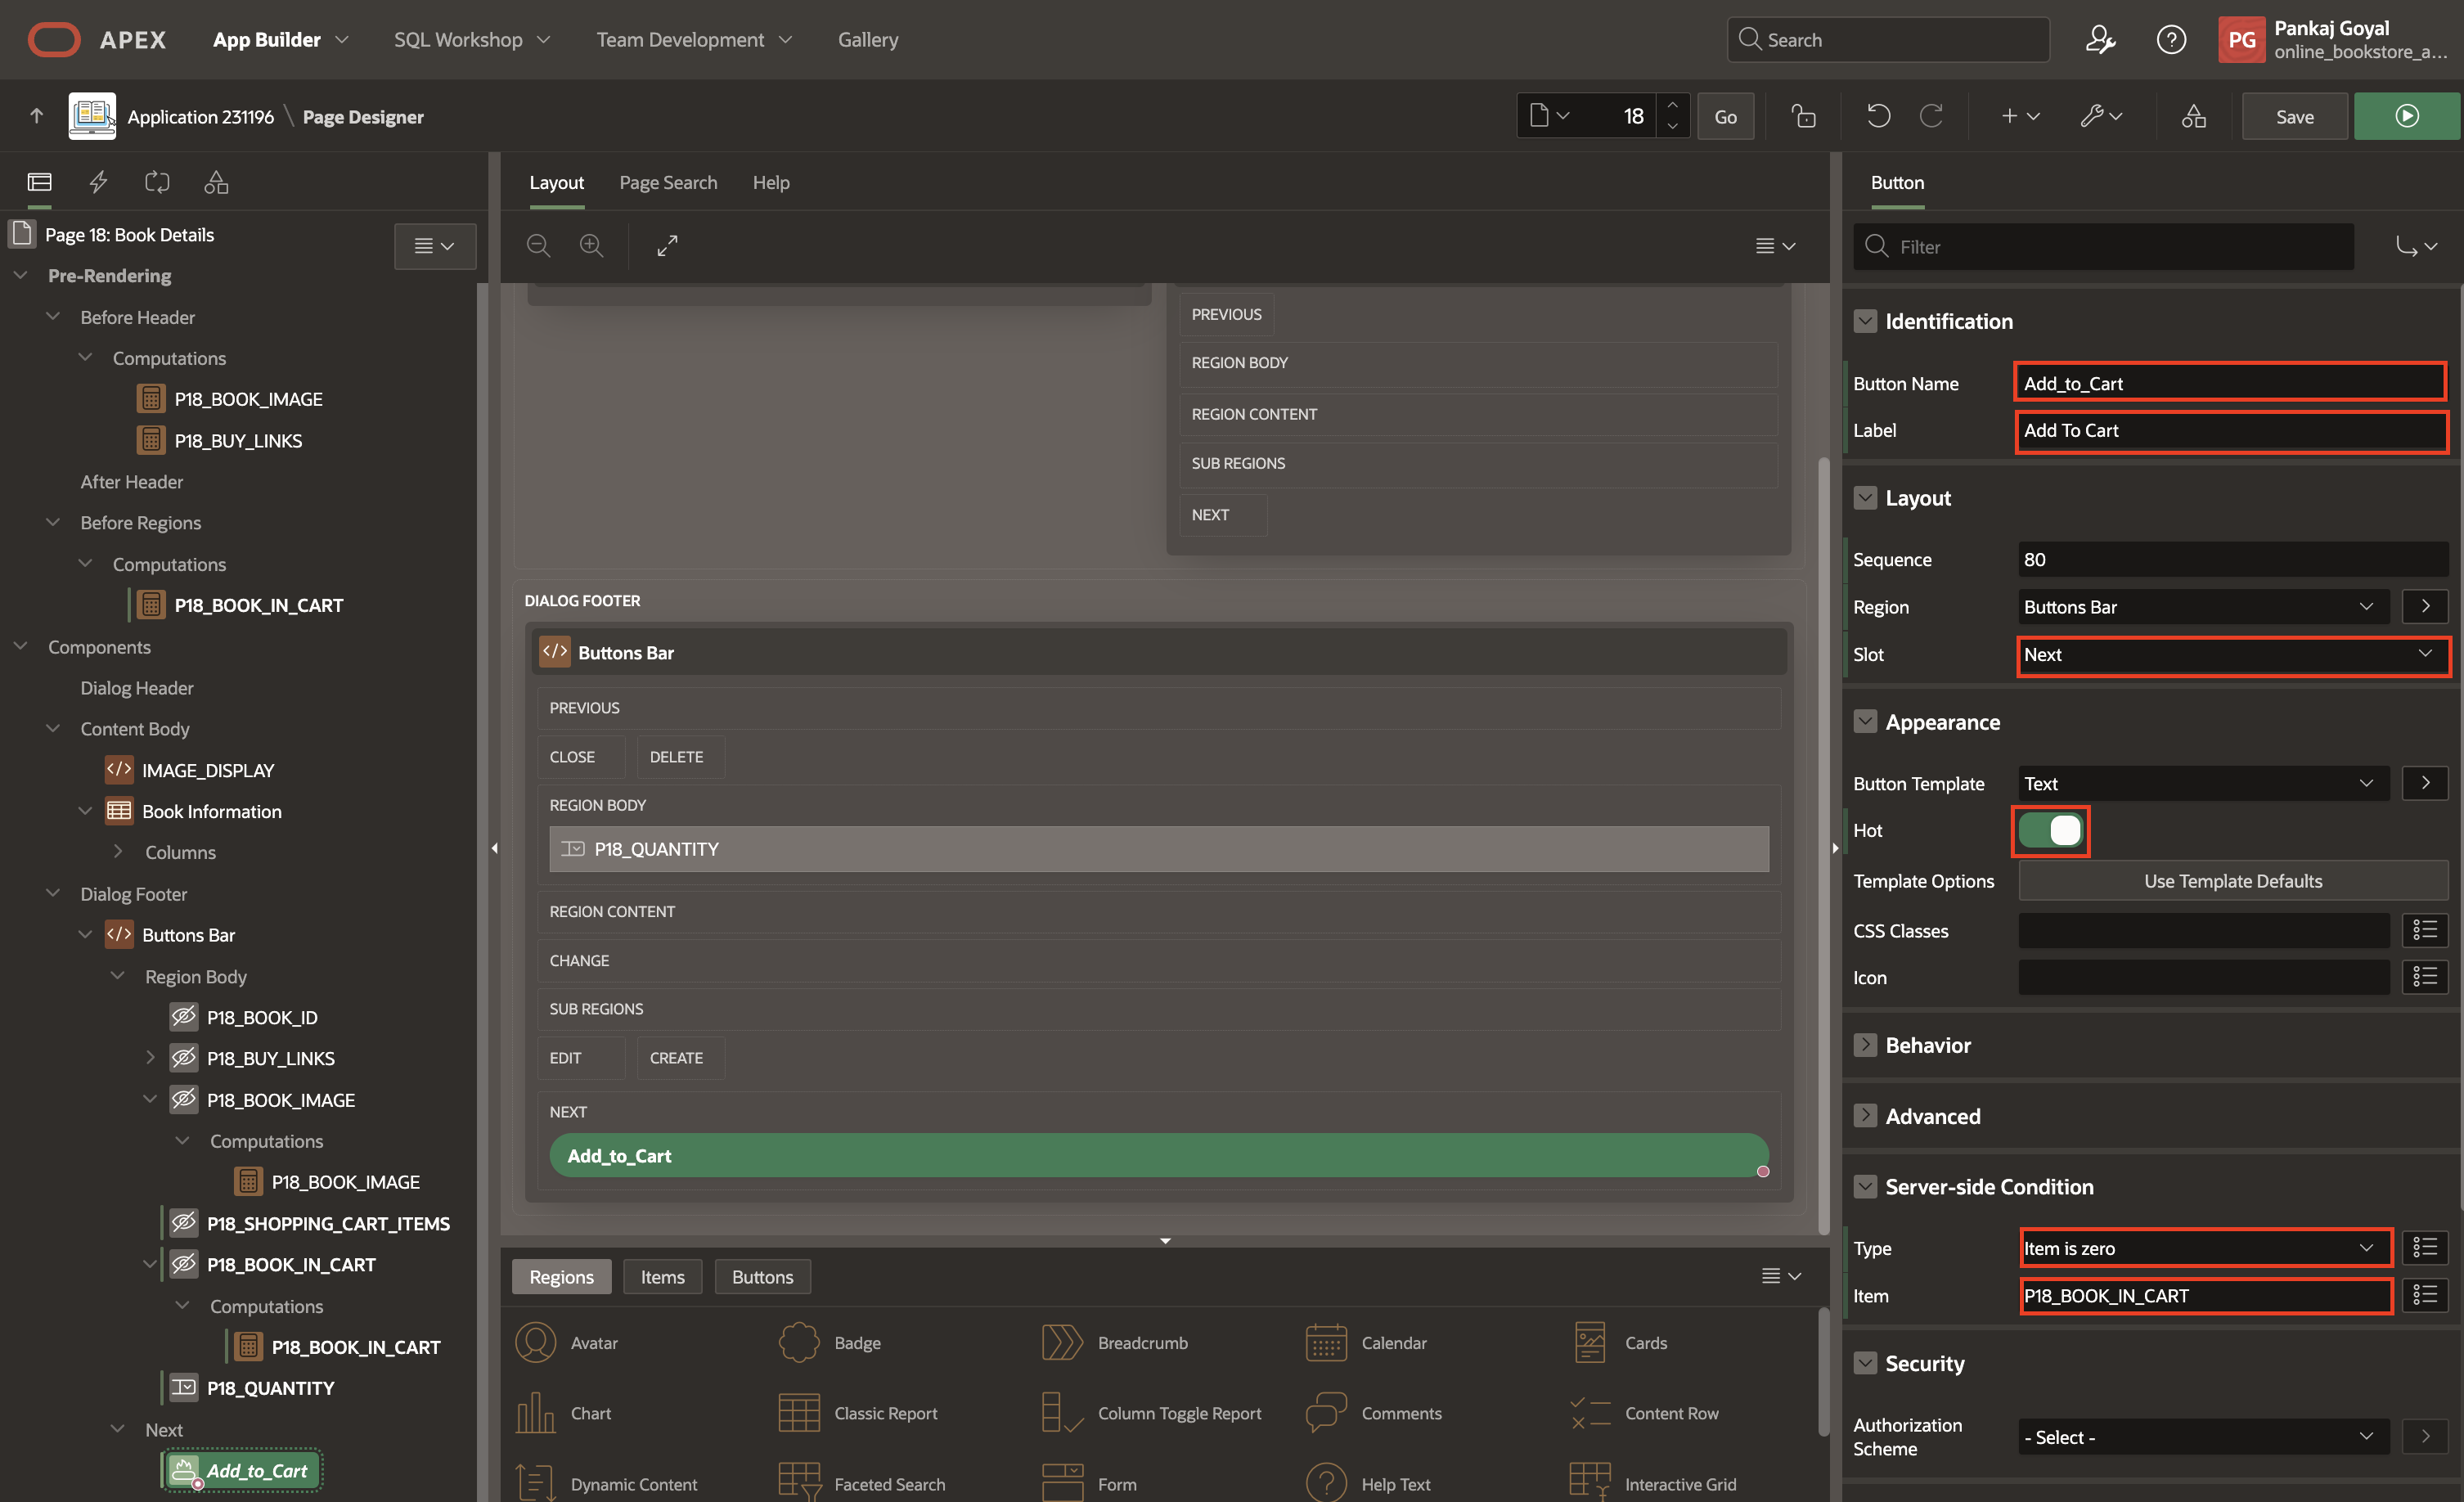 APEX
App Builder
SQL Workshop
Team Development
Gallery
Search
PG
Pankaj Goyal
online_bookstore_a...
Application 231196 \ Page Designer
18
Go
Save
Page 18: Book Details
Pre-Rendering
Before Header
Computations
P18_BOOK_IMAGE
P18_BUY_LINKS
After Header
Before Regions
Computations
P18_BOOK_IN_CART
Components
Dialog Header
Content Body
IMAGE_DISPLAY
Book Information
Columns
Dialog Footer
Buttons Bar
Region Body
P18_BOOK_ID
P18_BUY_LINKS
P18_BOOK_IMAGE
Computations
P18_BOOK_IMAGE
P18_SHOPPING_CART_ITEMS
P18_BOOK_IN_CART
Computations
P18_BOOK_IN_CART
P18_QUANTITY
Next
Add_to_Cart
Layout
Page Search
Help
PREVIOUS
REGION BODY
REGION CONTENT
SUB REGIONS
NEXT
DIALOG FOOTER
Buttons Bar
PREVIOUS
CLOSE
DELETE
REGION BODY
P18_QUANTITY
REGION CONTENT
CHANGE
SUB REGIONS
EDIT
CREATE
NEXT
Add_to_Cart
Regions
Items
Buttons
Avatar
Badge
Breadcrumb
Calendar
Cards
Chart
Classic Report
Column Toggle Report
Comments
Content Row
Dynamic Content
Faceted Search
Form
Help Text
Interactive Grid
Button
Filter
Identification
Button Name
Add_to_Cart
Label
Add To Cart
Layout
Sequence
80
Region
Buttons Bar
Slot
Next
Appearance
Button Template
Text
Hot
Template Options
Use Template Defaults
CSS Classes
Icon
Behavior
Advanced
Server-side Condition
Type
Item is zero
Item
P18_BOOK_IN_CART
Security
Authorization
Scheme
- Select -